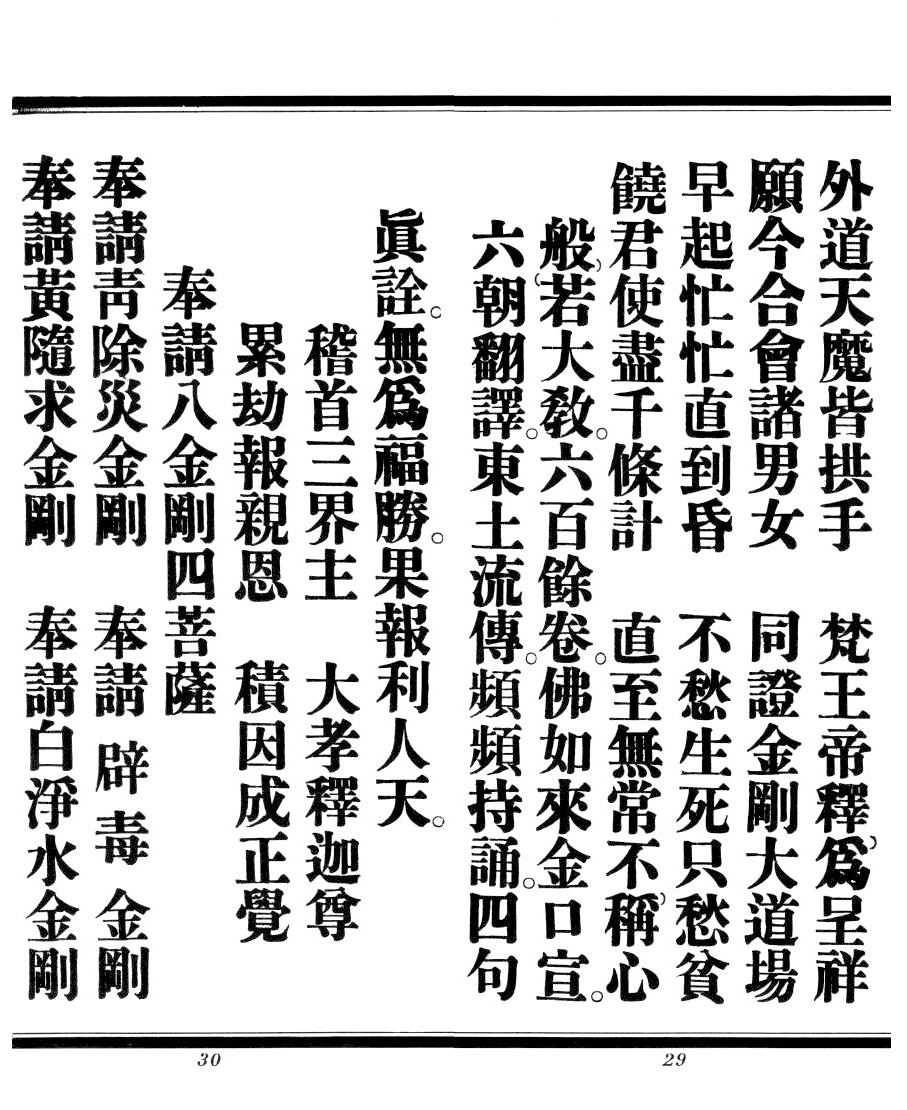 外道天魔皆拱手　梵王帝釋爲呈祥
願今合會諸男女　同證金剛大道場
早起忙忙直到昏　不愁生死只愁貧
饒君使盡千條計　直至無常不稱心
般若大敎。六百餘卷。佛如來金口宣。
六朝翻譯。東土流傳。頻頻持誦。四句
眞詮。無爲福勝。果報利人天。
稽首三界主　大孝釋迦尊
累劫報親恩　積因成正覺
奉請八金剛四菩薩
奉請靑除災金剛　奉請辟毒金剛
奉請黃隨求金剛　奉請白淨水金剛
29
30